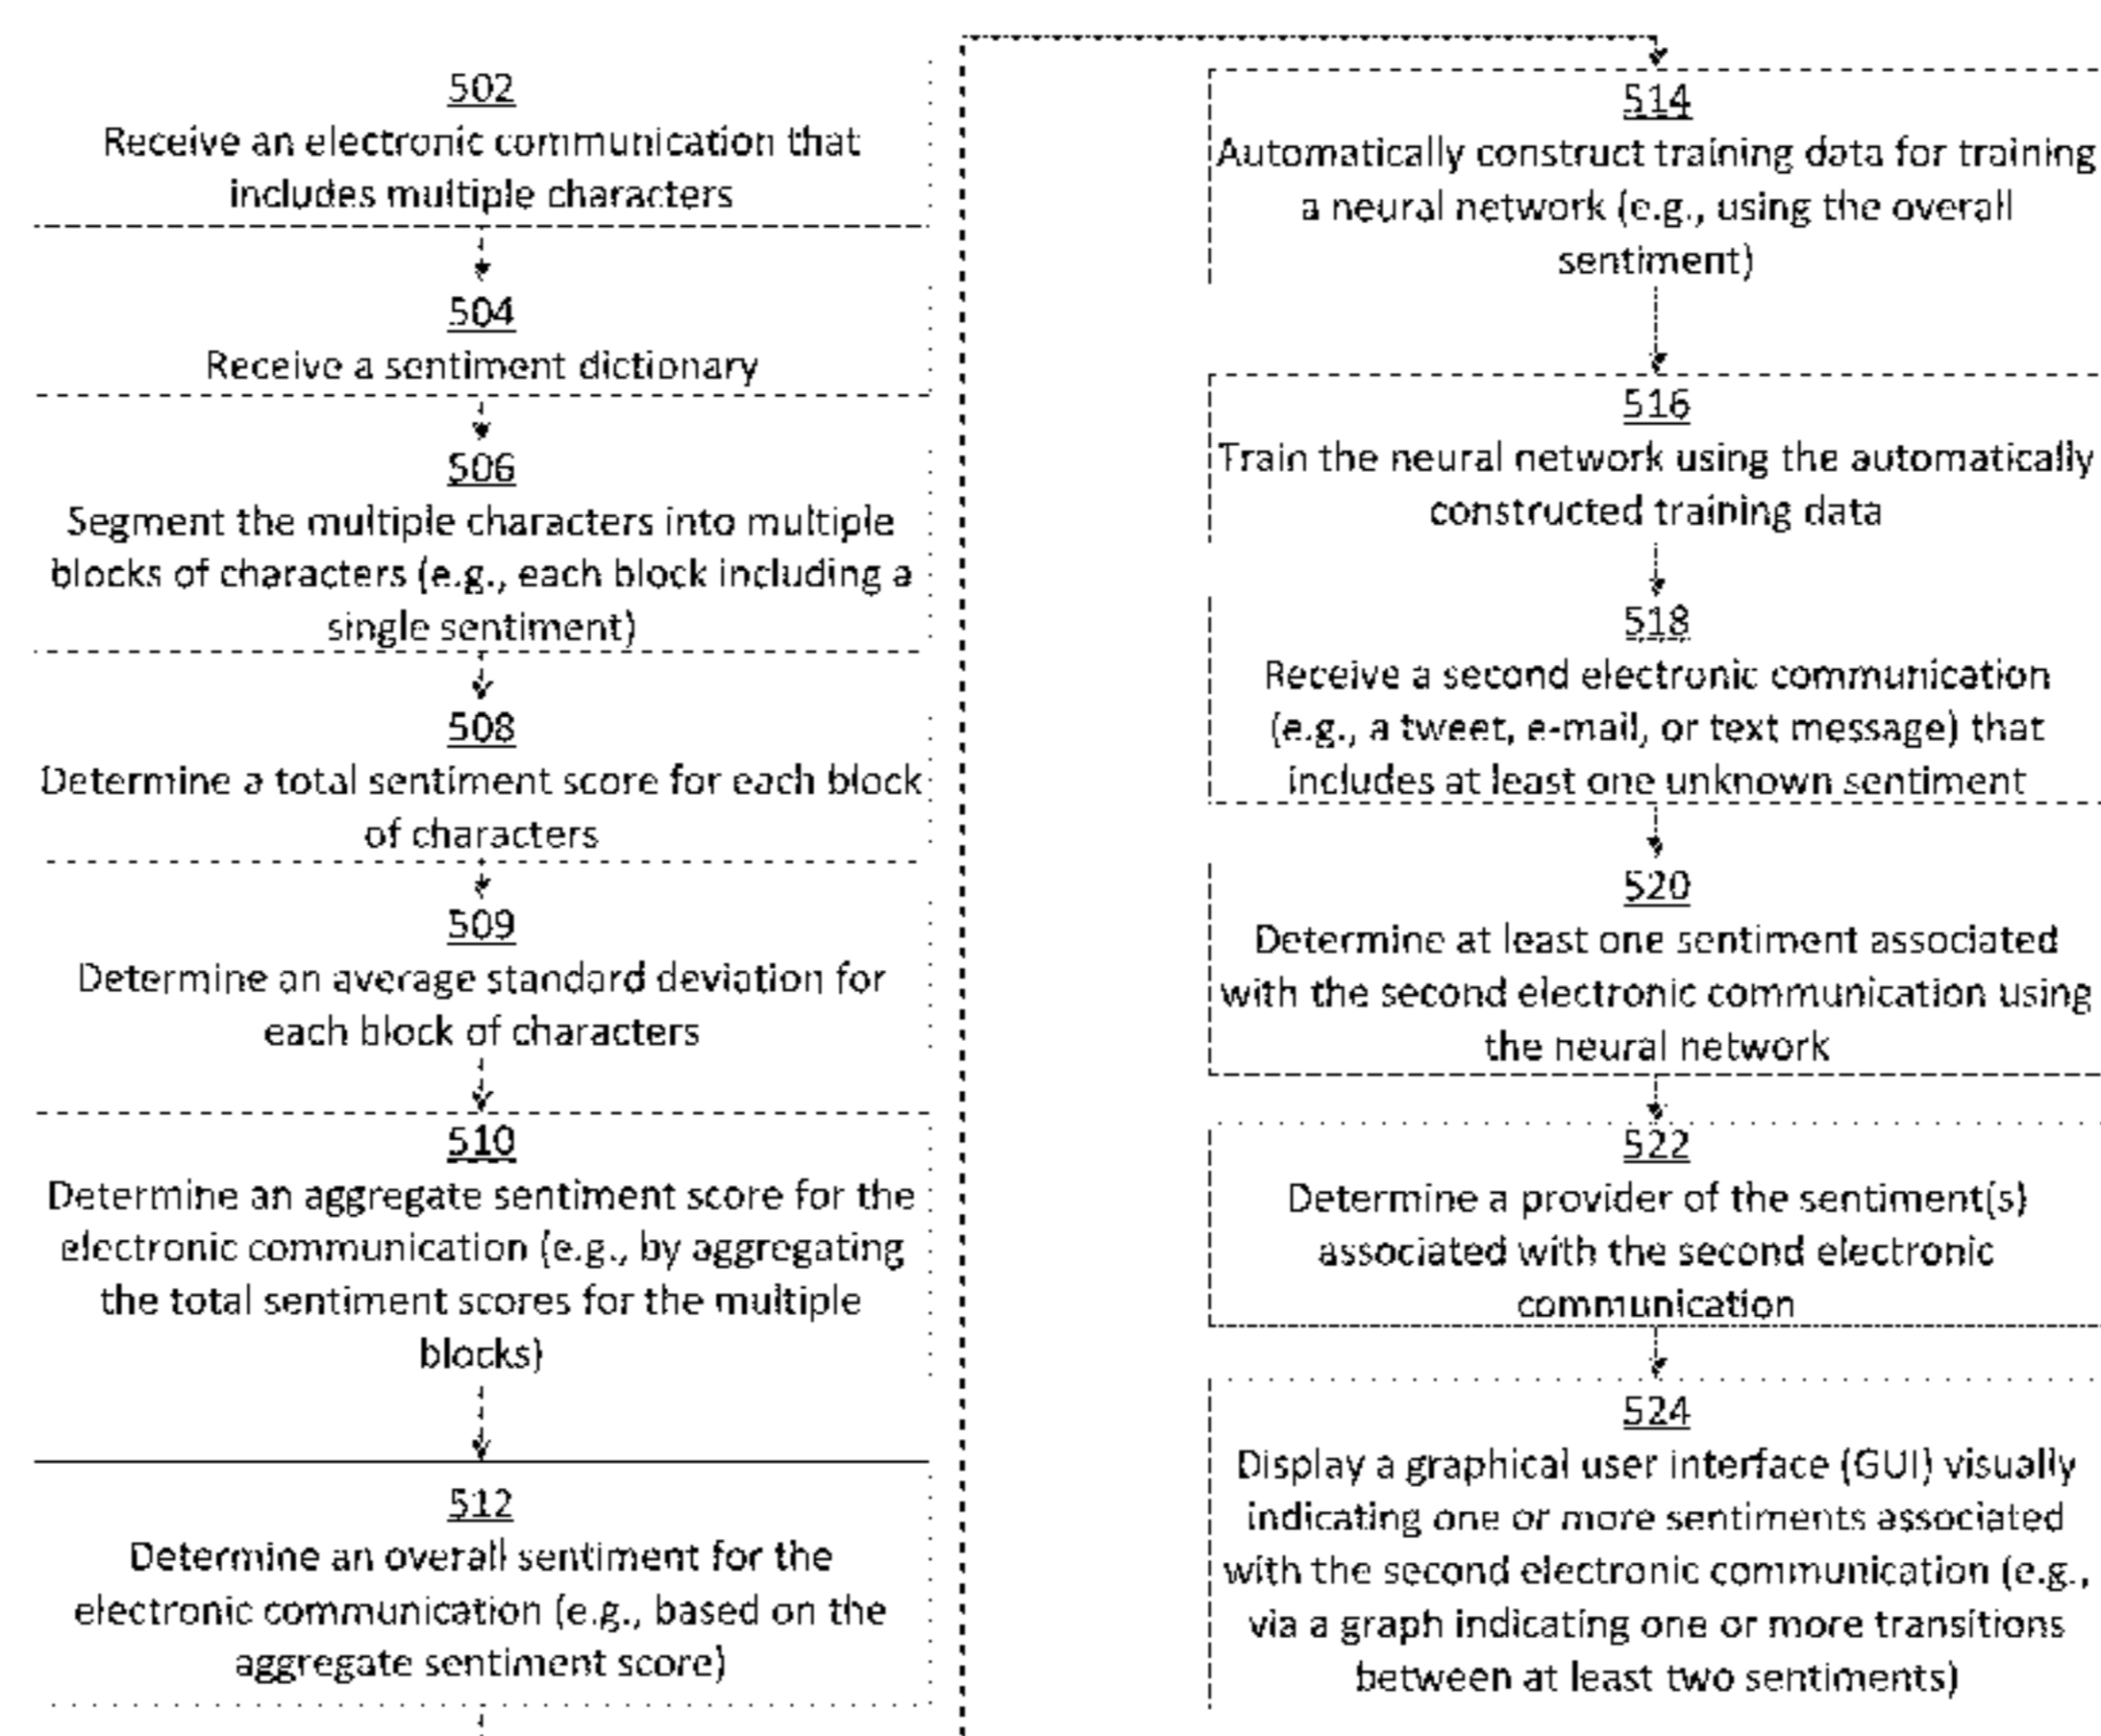 502
Receive an electronic communication that
includes multiple characters
504
Receive a sentiment dictionary
506
Segment the multiple characters into multiple
blocks of characters (e.g., each block including a
single sentiment)
508
Determine a total sentiment score for each block
of characters
509
Determine an average standard deviation for
each block of characters
510
Determine an aggregate sentiment score for the
electronic communication (e.g., by aggregating
the total sentiment scores for the multiple
blocks)
512
Determine an overall sentiment for the
electronic communication (e.g., based on the
aggregate sentiment score)
514
Automatically construct training data for training
a neural network (e.g., using the overall
sentiment)
516
Train the neural network using the automatically
constructed training data
518
Receive a second electronic communication
(e.g., a tweet, e-mail, or text message) that
includes at least one unknown sentiment
520
Determine at least one sentiment associated
with the second electronic communication using
the neural network
522
Determine a provider of the sentiment(s)
associated with the second electronic
communication
524
Display a graphical user interface (GUI) visually
indicating one or more sentiments associated
with the second electronic communication (e.g.,
via a graph indicating one or more transitions
between at least two sentiments)